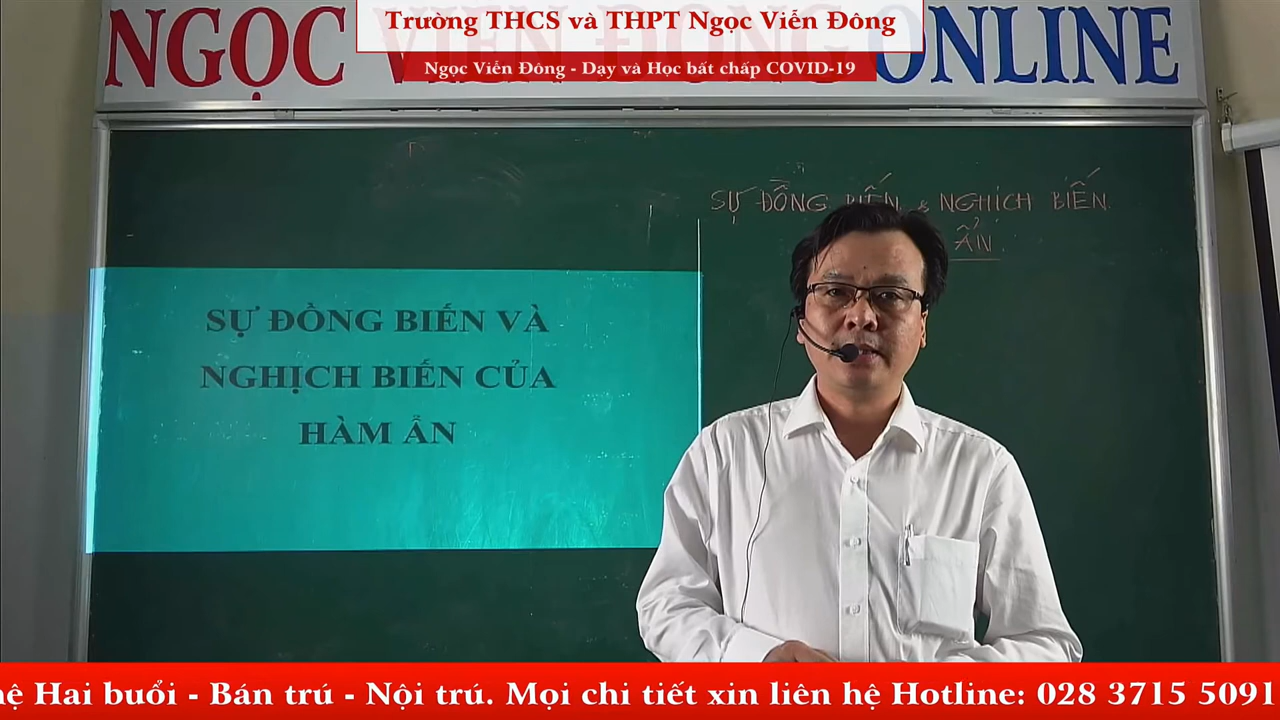 Trường THCS và THPT Ngọc Viễn Đông
NGỌC VIỄN ĐÔNG ONLINE
Ngọc Viễn Đông - Dạy và Học bất chấp COVID-19
SỰ ĐỒNG BIẾN & NGHỊCH BIẾN
ẨN.
SỰ ĐỒNG BIẾN VÀ
NGHỊCH BIẾN CỦA
HÀM ẨN
Hai buổi - Bán trú - Nội trú. Mọi chi tiết xin liên hệ Hotline: 028 3715 5091